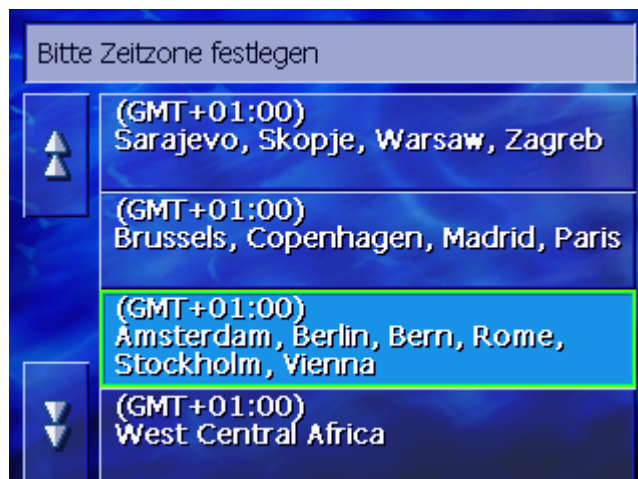 Bitte Zeitzone festlegen
(GMT+01:00)
Sarajevo, Skopje, Warsaw, Zagreb
(GMT+01:00)
Brussels, Copenhagen, Madrid, Paris
(GMT+01:00)
Amsterdam, Berlin, Bern, Rome,
Stockholm, Vienna
(GMT+01:00)
West Central Africa